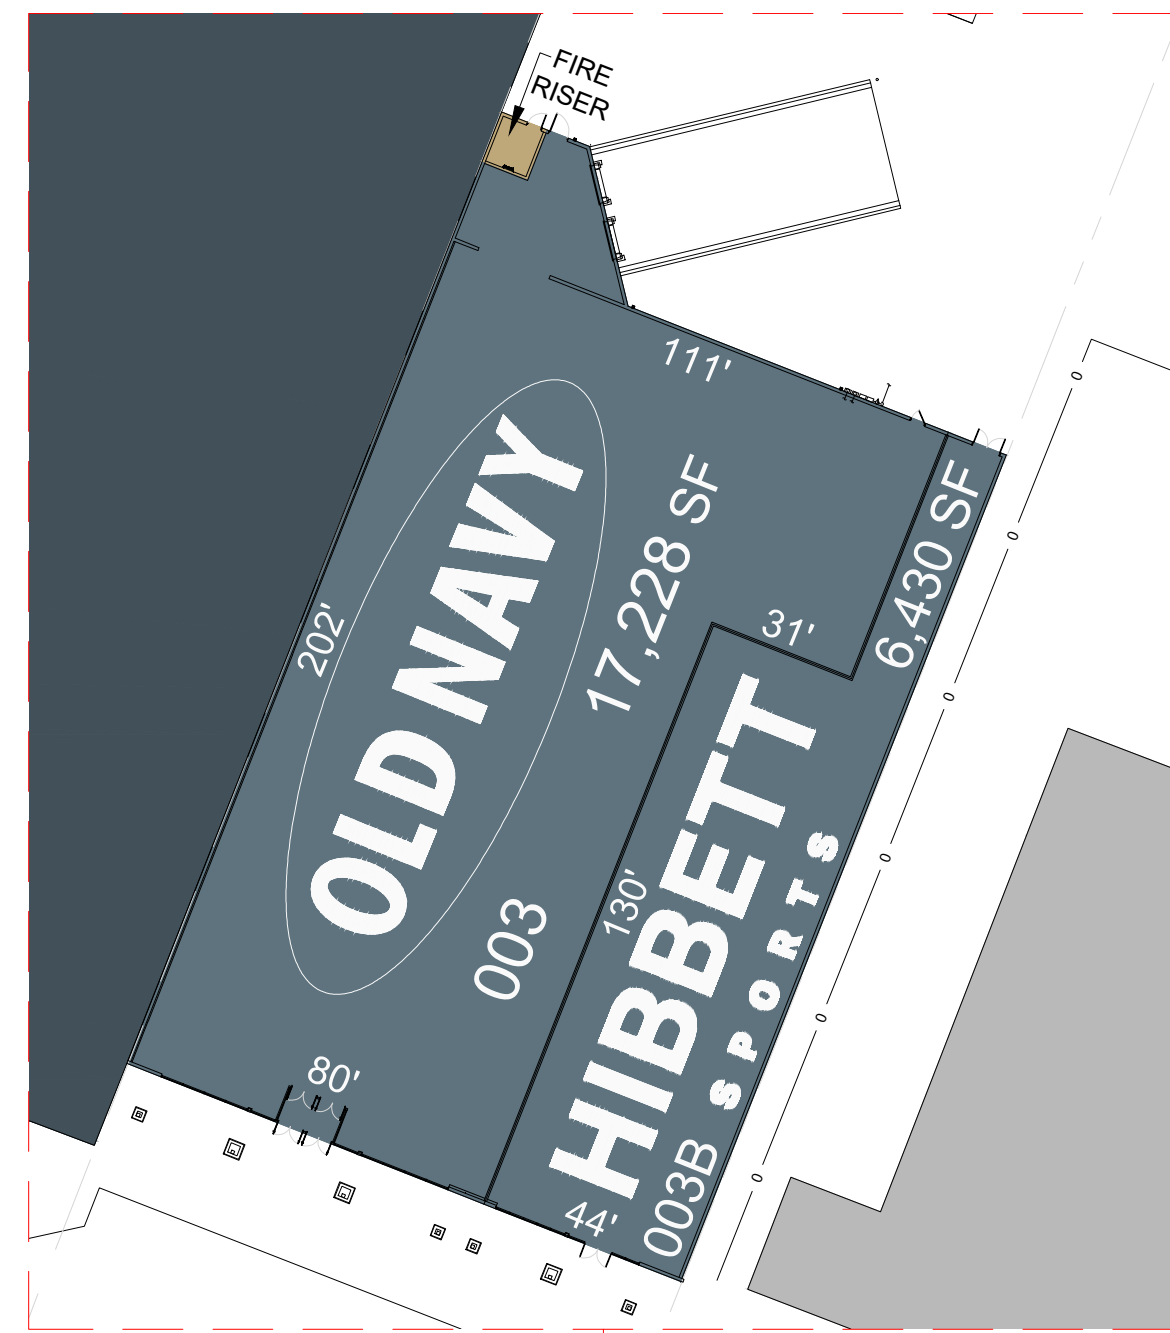 FIRE
RISER
111'
202'
OLD NAVY
17,228 SF
003
80'
31'
6,430 SF
130'
HIBBETT
SPORTS
003B
44'
0
0
0
0
0
0